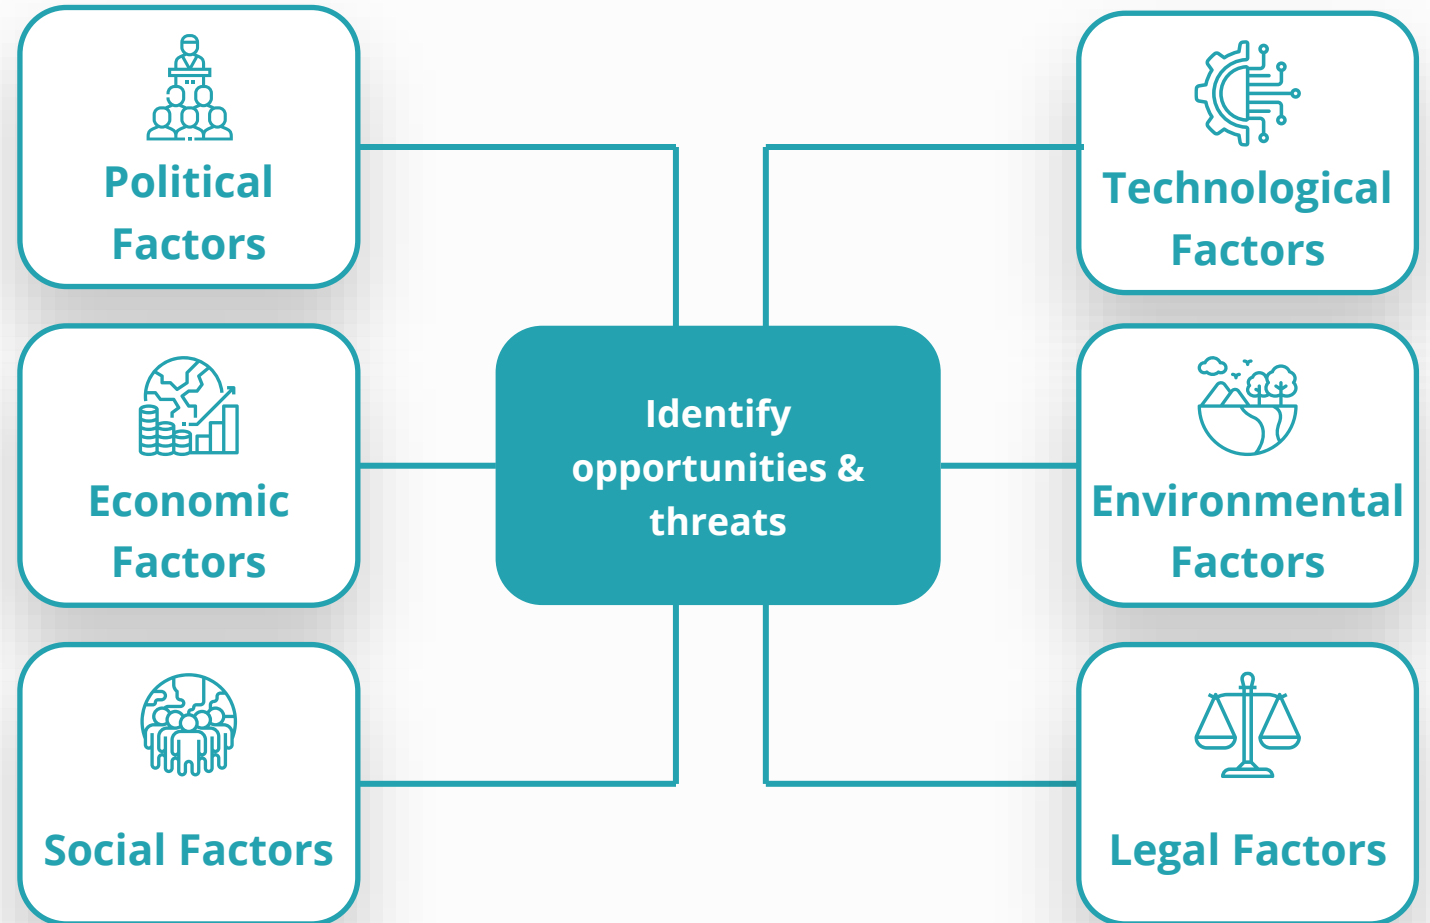 Political
Factors
Economic
Factors
Social Factors
Identify
opportunities &
threats
Technological
Factors
Environmental
Factors
Legal Factors